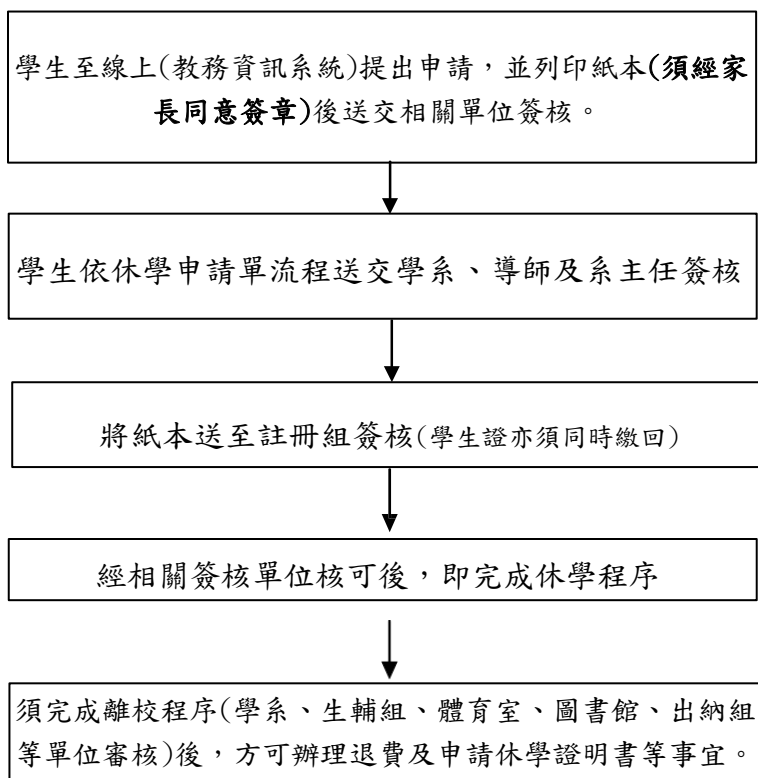 學生至線上(教務資訊系統)提出申請，並列印紙本(須經家
長同意簽章)後送交相關單位簽核。
學生依休學申請單流程送交學系、導師及系主任簽核
將紙本送至註冊組簽核(學生證亦須同時繳回)
經相關簽核單位核可後，即完成休學程序
須完成離校程序(學系、生輔組、體育室、圖書館、出納組
等單位審核)後，方可辦理退費及申請休學證明書等事宜。